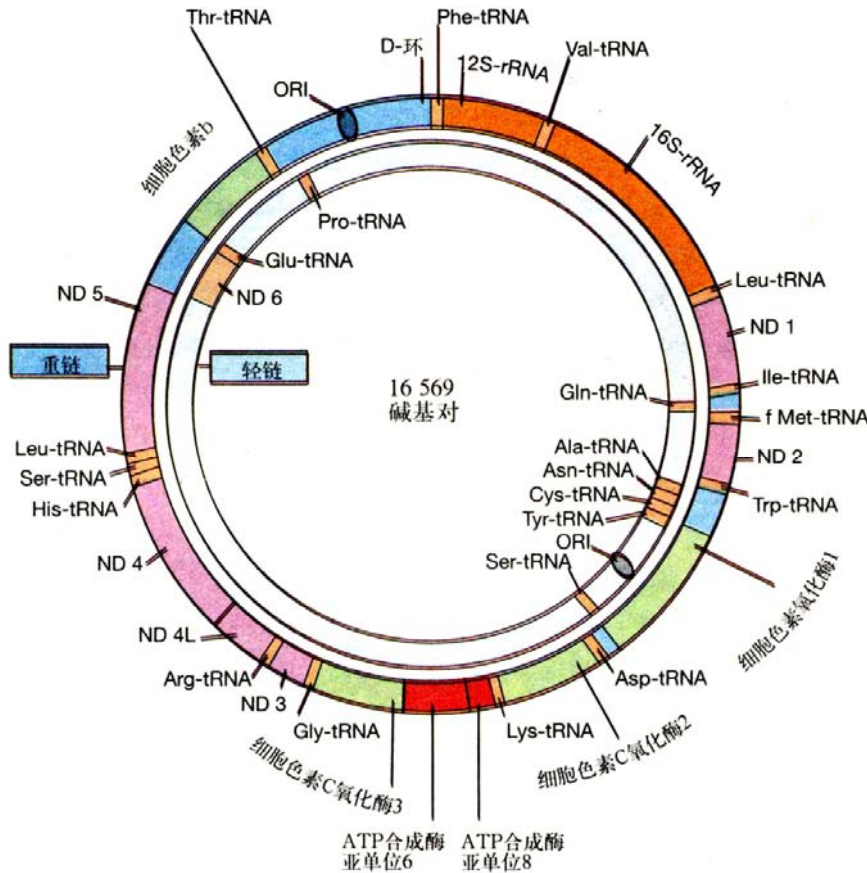 Thr-tRNA
Phe-tRNA
D-环
12S-rRNA
Val-tRNA
ORI
16S-rRNA
细胞色素b
Pro-tRNA
Glu-tRNA
ND 6
ND 5
Leu-tRNA
ND 1
重链
轻链
16 569
碱基对
Ile-tRNA
Gln-tRNA
f Met-tRNA
ND 2
Leu-tRNA
Ser-tRNA
His-tRNA
Ala-tRNA
Asn-tRNA
Cys-tRNA
Tyr-tRNA
Trp-tRNA
ORI
Ser-tRNA
ND 4
细胞色素氧化酶1
ND 4L
Arg-tRNA
ND 3
Asp-tRNA
Gly-tRNA
Lys-tRNA
细胞色素C氧化酶2
细胞色素C氧化酶3
ATP合成酶
亚单位6
ATP合成酶
亚单位8